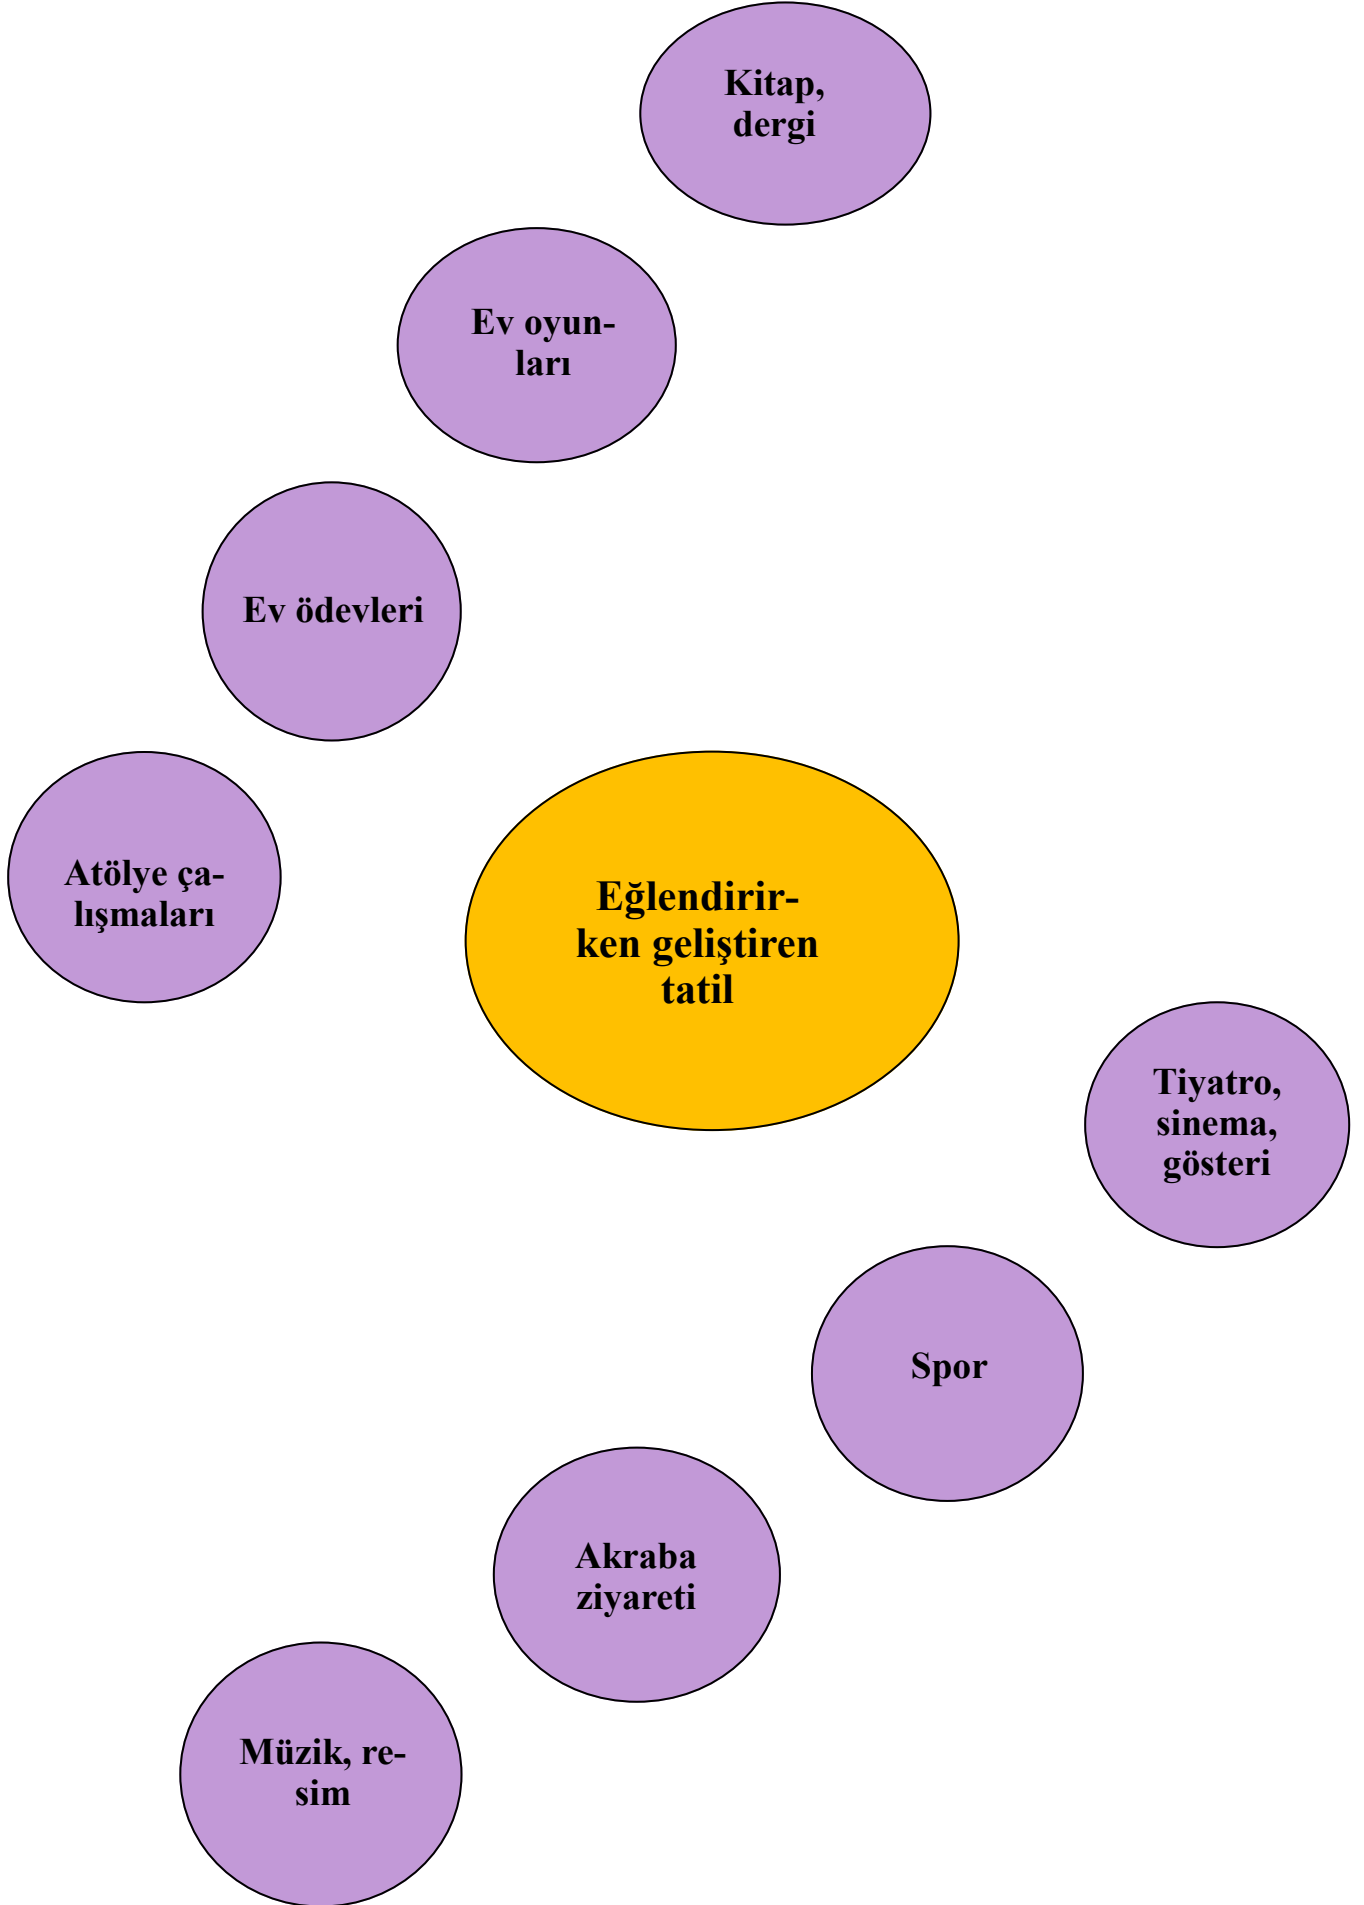 Kitap,
dergi
Ev oyun-
ları
Ev ödevleri
Atölye ça-
lışmaları
Eğlendirir-
ken geliştiren
tatil
Tiyatro,
sinema,
gösteri
Spor
Akraba
ziyareti
Müzik, re-
sim